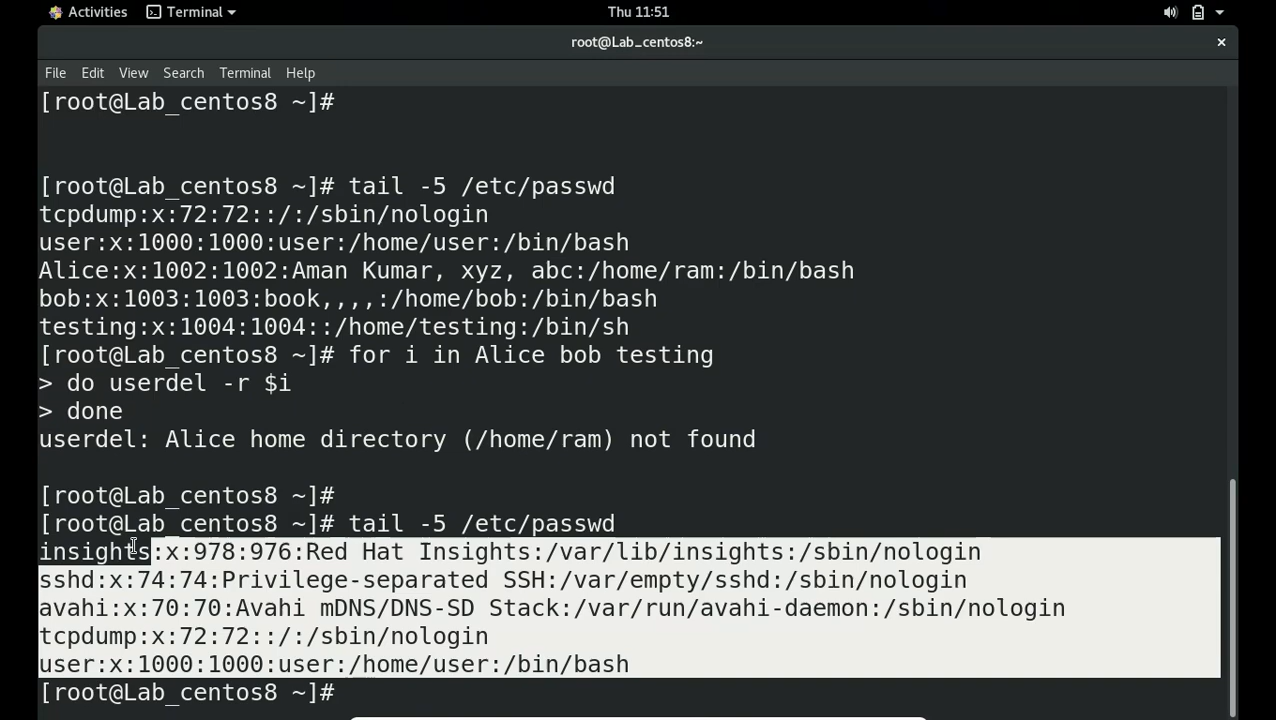 Activities Terminal Thu 11:51
root@Lab_centos8:~ ×
File Edit View Search Terminal Help
[root@Lab_centos8 ~]#
[root@Lab_centos8 ~]# tail -5 /etc/passwd
tcpdump:x:72:72::/:/sbin/nologin
user:x:1000:1000:user:/home/user:/bin/bash
Alice:x:1002:1002:Aman Kumar, xyz, abc:/home/ram:/bin/bash
bob:x:1003:1003:book,,,,:/home/bob:/bin/bash
testing:x:1004:1004::/home/testing:/bin/sh
[root@Lab_centos8 ~]# for i in Alice bob testing
> do userdel -r $i
> done
userdel: Alice home directory (/home/ram) not found
[root@Lab_centos8 ~]#
[root@Lab_centos8 ~]# tail -5 /etc/passwd
insights:x:978:976:Red Hat Insights:/var/lib/insights:/sbin/nologin
sshd:x:74:74:Privilege-separated SSH:/var/empty/sshd:/sbin/nologin
avahi:x:70:70:Avahi mDNS/DNS-SD Stack:/var/run/avahi-daemon:/sbin/nologin
tcpdump:x:72:72::/:/sbin/nologin
user:x:1000:1000:user:/home/user:/bin/bash
[root@Lab_centos8 ~]#